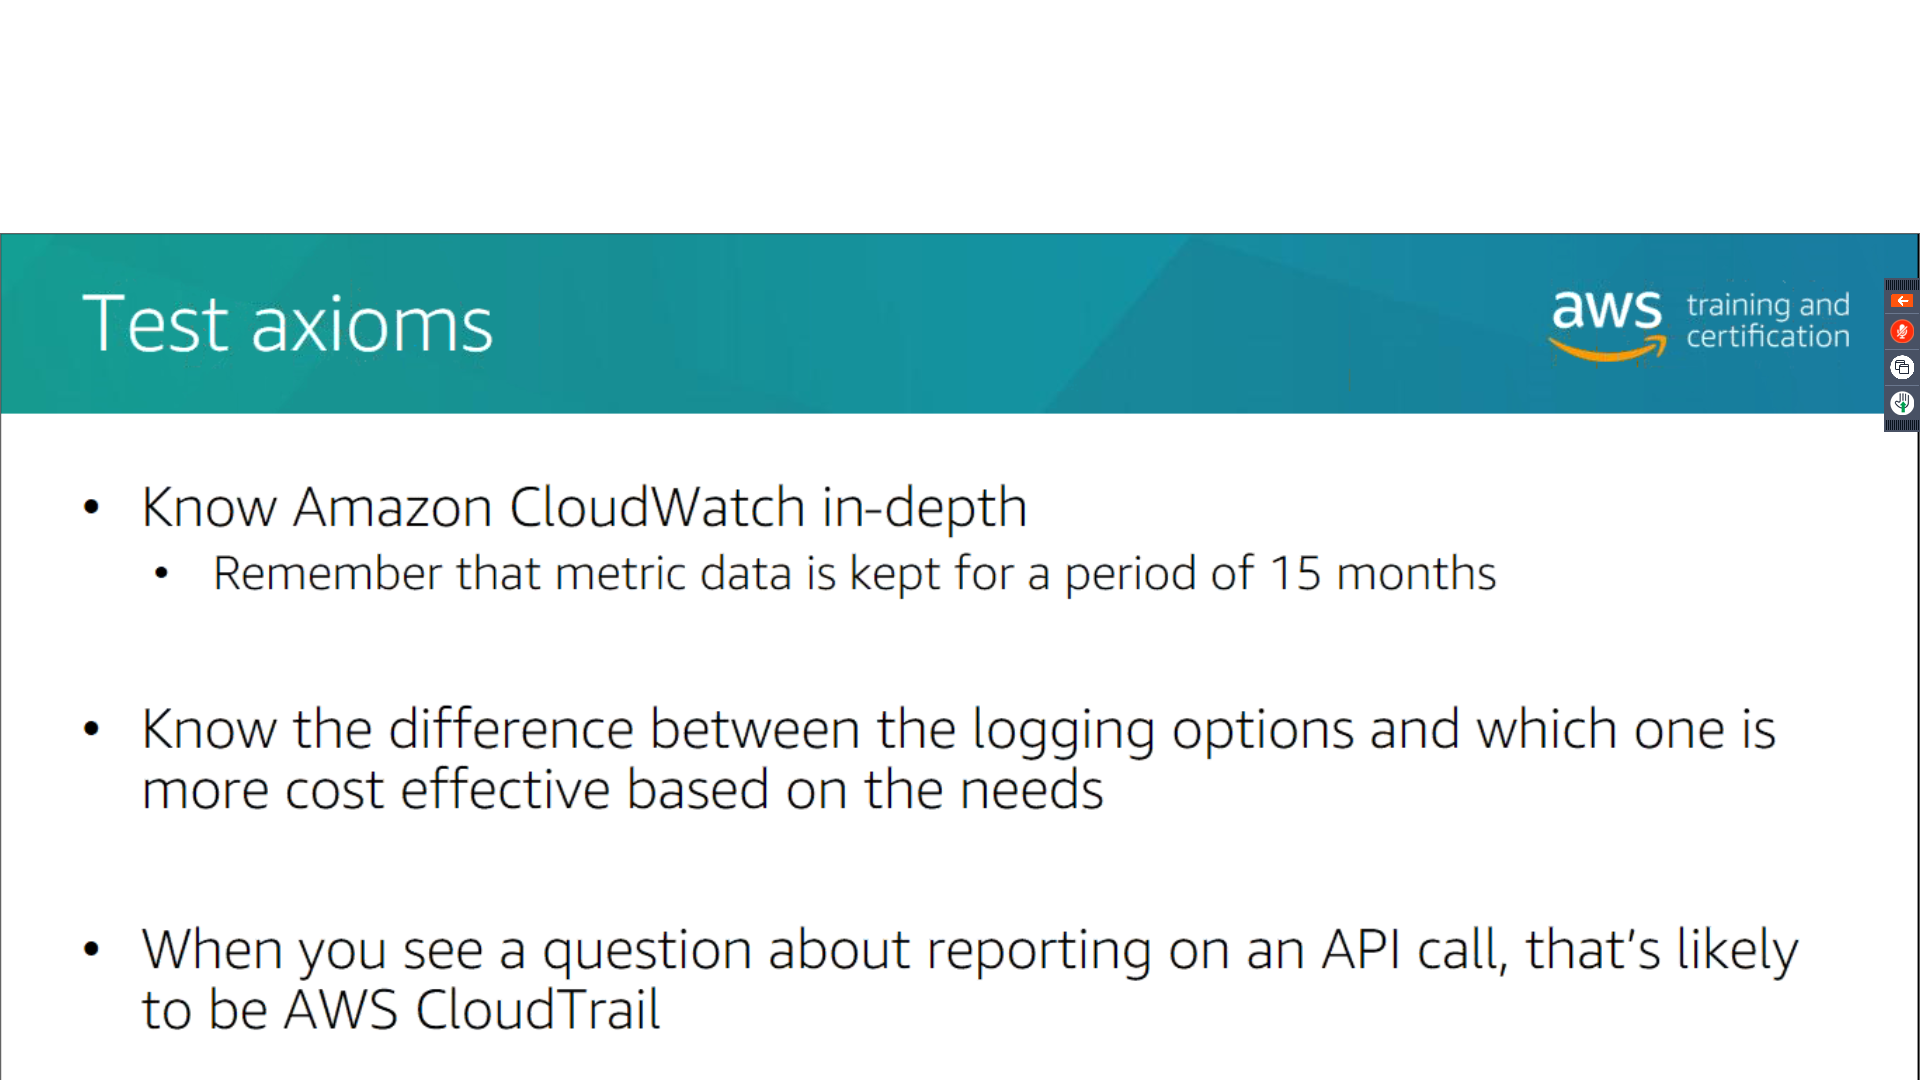 Test axioms
aws
training and
certification
• Know Amazon CloudWatch in-depth
• Remember that metric data is kept for a period of 15 months
• Know the difference between the logging options and which one is
more cost effective based on the needs
• When you see a question about reporting on an API call, that's likely
to be AWS CloudTrail